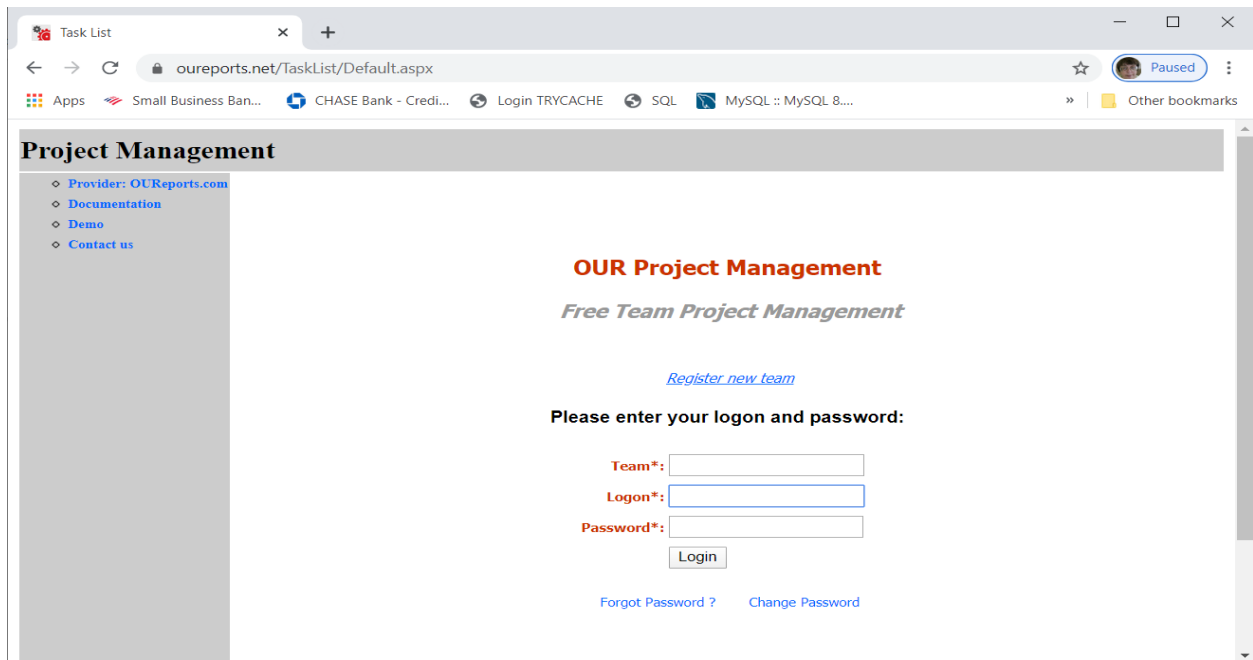 Task List
oureports.net/TaskList/Default.aspx
Paused
Apps
Small Business Ban...
CHASE Bank - Credi...
Login TRYCACHE
SQL
MySQL :: MySQL 8....
»
Other bookmarks
Project Management
Provider: OUReports.com
Documentation
Demo
Contact us
OUR Project Management
Free Team Project Management
Register new team
Please enter your logon and password:
Team*:
Logon*:
Password*:
Login
Forgot Password ?
Change Password